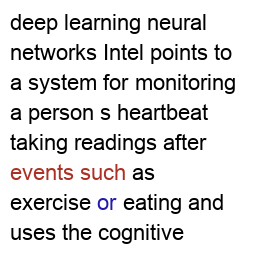 deep learning neural
networks Intel points to
a system for monitoring
a person s heartbeat
taking readings after
events such as
exercise or eating and
uses the cognitive